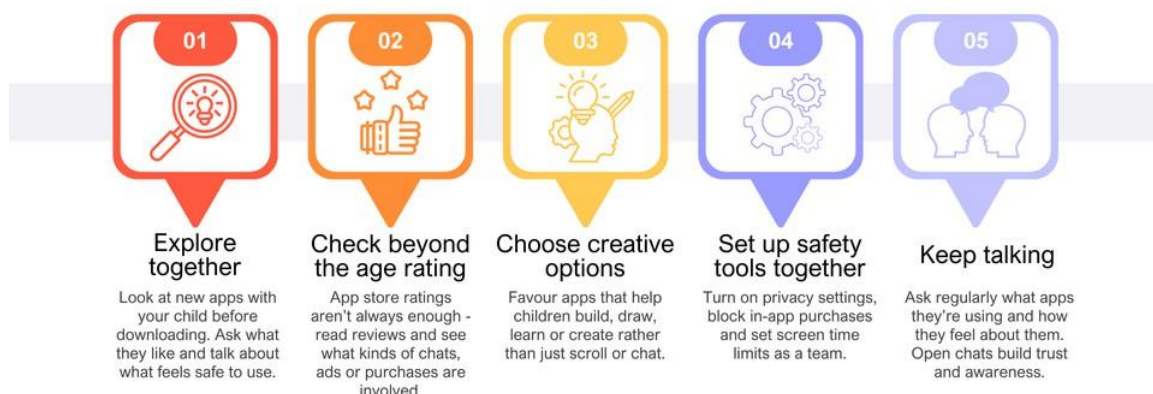 01
Explore
together
Look at new apps with
your child before
downloading. Ask what
they like and talk about
what feels safe to use.
02
Check beyond
the age rating
App store ratings
aren't always enough -
read reviews and see
what kinds of chats,
ads or purchases are
involved
03
Choose creative
options
Favour apps that help
children build, draw,
learn or create rather
than just scroll or chat.
04
Set up safety
tools together
Turn on privacy settings,
block in-app purchases
and set screen time
limits as a team.
05
Keep talking
Ask regularly what apps
they're using and how
they feel about them.
Open chats build trust
and awareness.